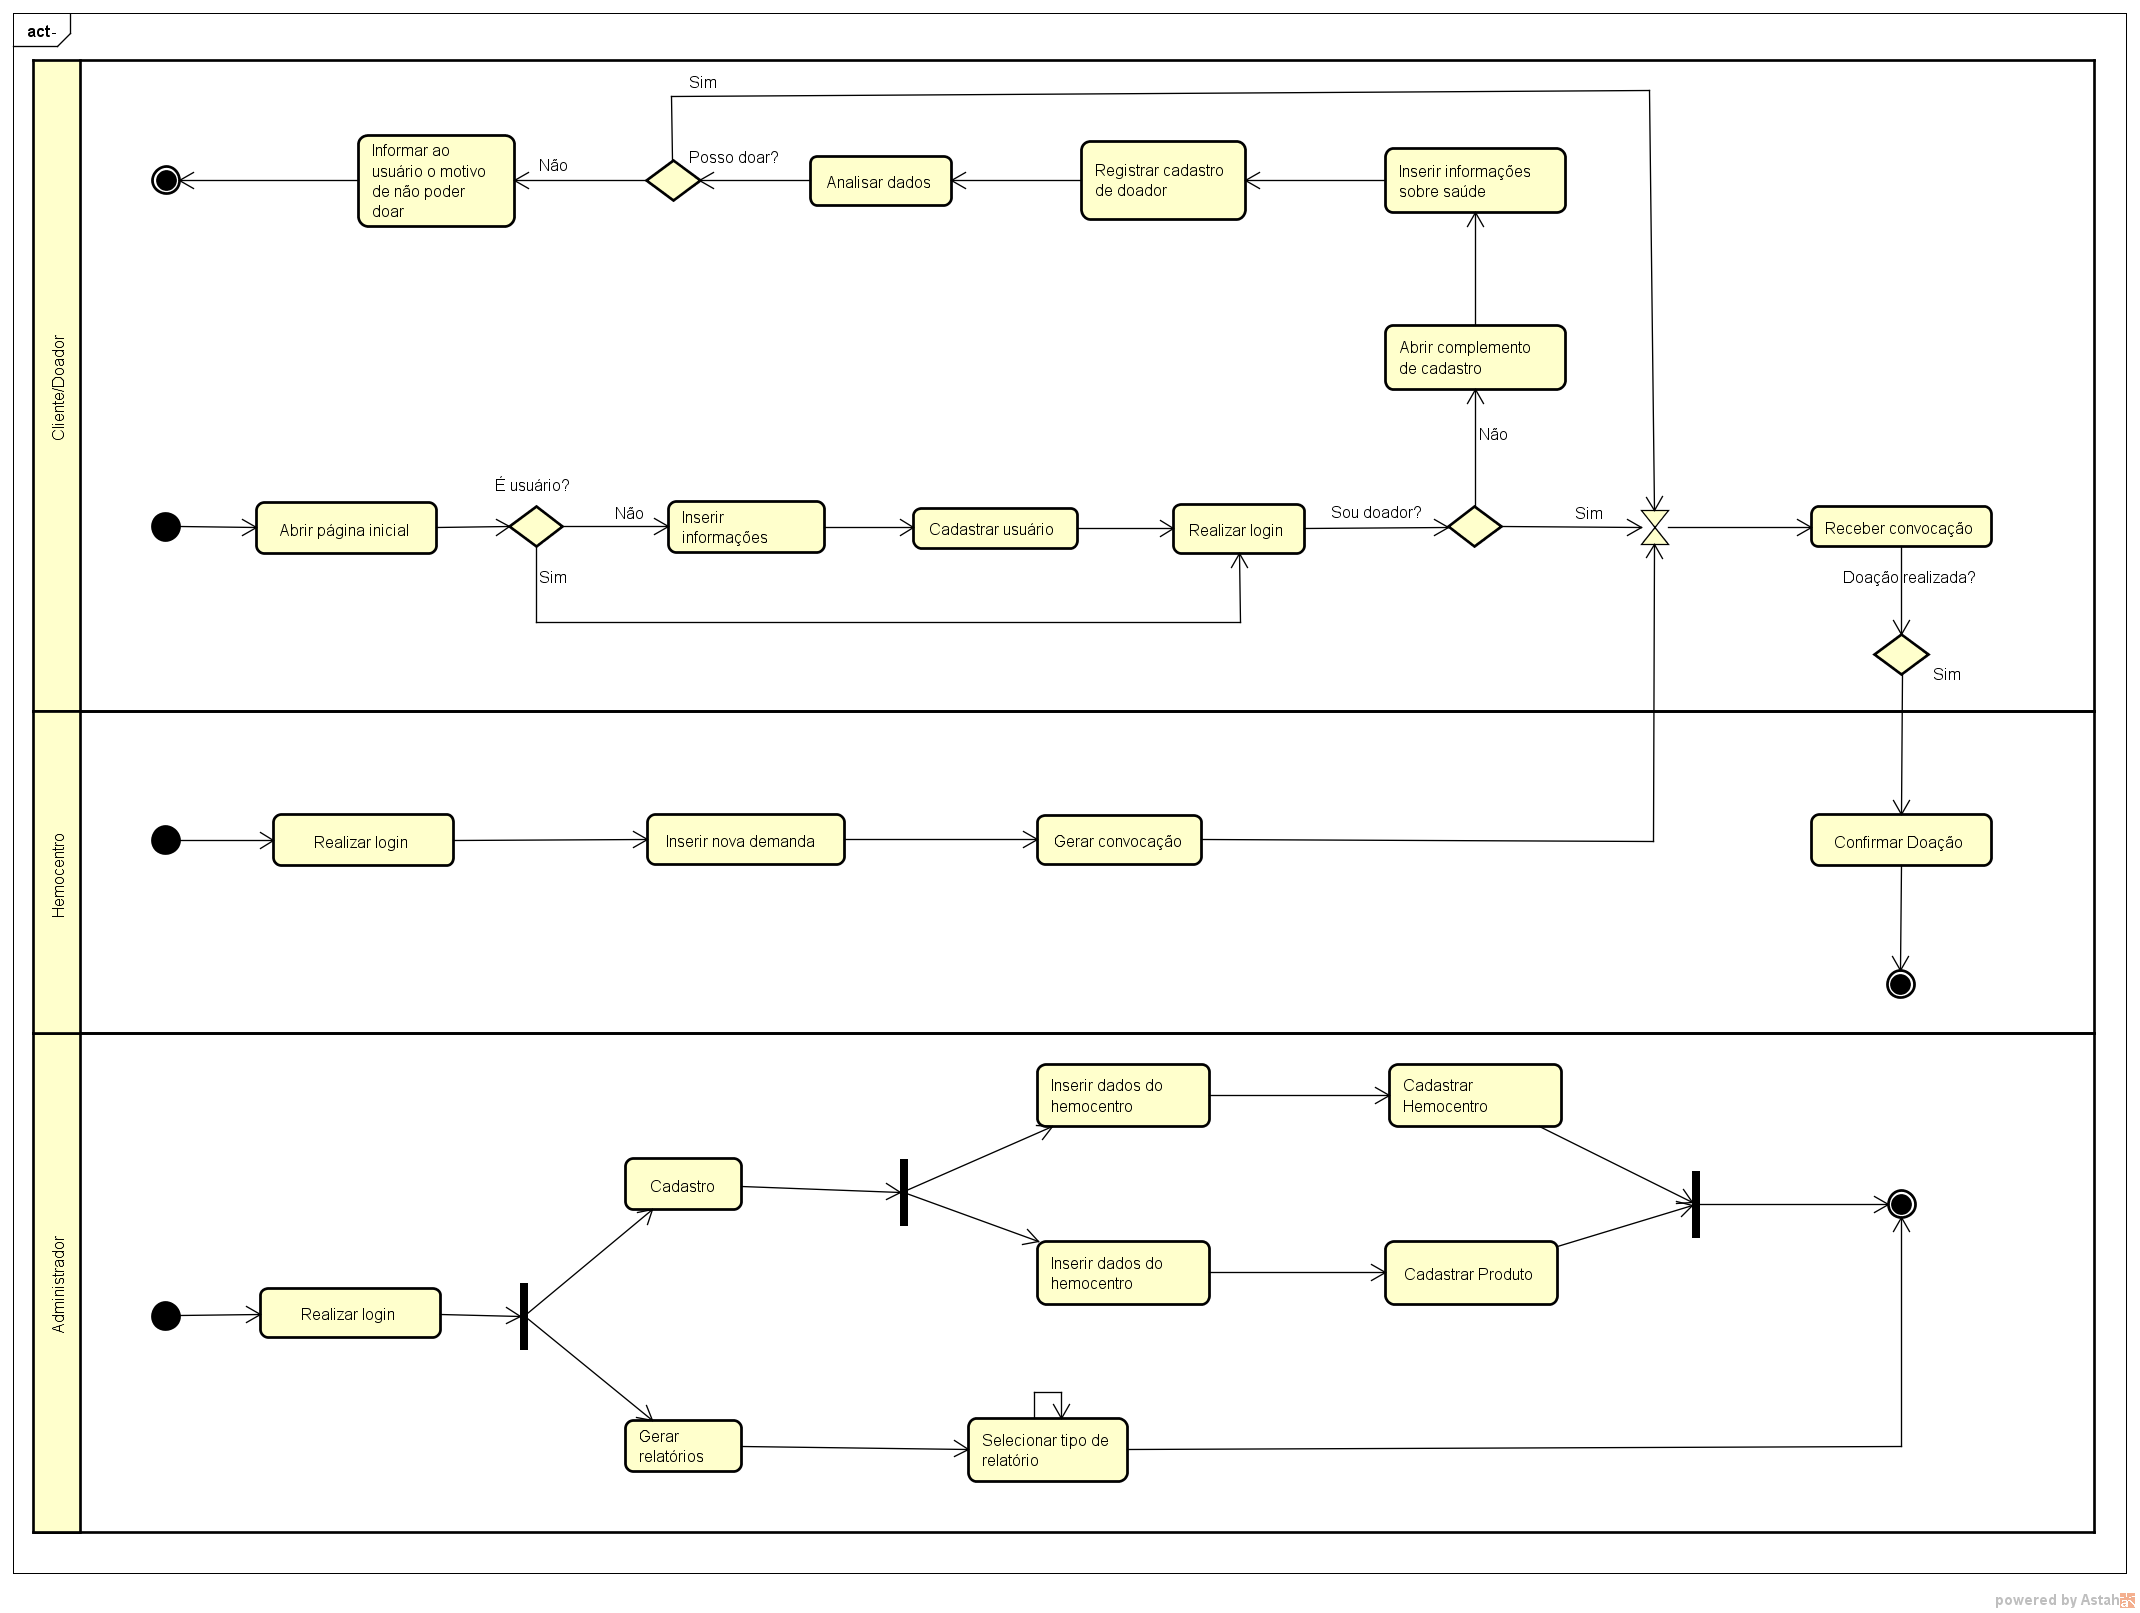 act-
Cliente/Doador
Sim
Informar ao
usuário o motivo
de não poder
doar
Não
Posso doar?
Analisar dados
Registrar cadastro
de doador
Inserir informações
sobre saúde
Abrir complemento
de cadastro
Não
Abrir página inicial
É usuário?
Não
Sim
Inserir
informações
Cadastrar usuário
Realizar login
Sou doador?
Sim
Receber convocação
Doação realizada?
Sim
Hemocentro
Realizar login
Inserir nova demanda
Gerar convocação
Confirmar Doação
Administrador
Realizar login
Cadastro
Inserir dados do
hemocentro
Cadastrar
Hemocentro
Inserir dados do
hemocentro
Cadastrar Produto
Gerar
relatórios
Selecionar tipo de
relatório
powered by Astah